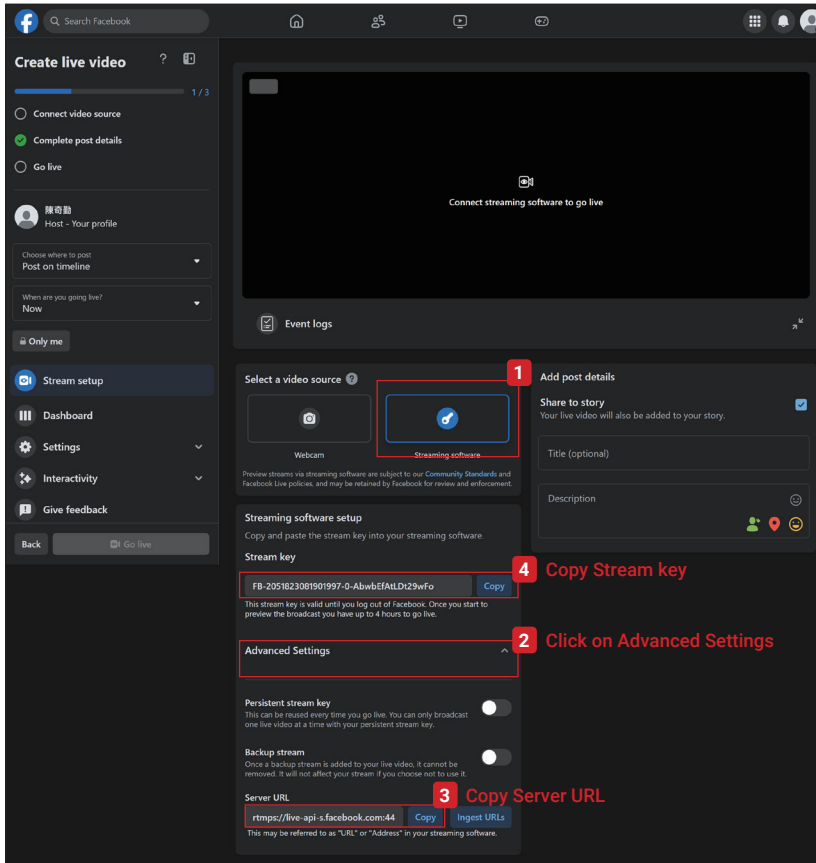 Search Facebook
Create live video
?
1 / 3
Connect video source
Complete post details
Go live
陳奇勤
Host - Your profile
Choose where to post
Post on timeline
When are you going live?
Now
Only me
Stream setup
Dashboard
Settings
Interactivity
Give feedback
Back
Go live
Connect streaming software to go live
Event logs
Select a video source ?
1
Webcam
Streaming software
Preview streams via streaming software are subject to our Community Standards and
Facebook Live policies, and may be retained by Facebook for review and enforcement.
Add post details
Share to story
Your live video will also be added to your story.
Title (optional)
Description
Streaming software setup
Copy and paste the stream key into your streaming software.
Stream key
FB-2051823081901997-0-AbwbEfAtLDt29wFo Copy
4 Copy Stream key
This stream key is valid until you log out of Facebook. Once you start to
preview the broadcast you have up to 4 hours to go live.
2 Click on Advanced Settings
Advanced Settings
Persistent stream key
This can be reused every time you go live. You can only broadcast
one live video at a time with your persistent stream key.
Backup stream
Once a backup stream is added to your live video, it cannot be
removed. It will not affect your stream if you choose not to use it.
Server URL
3 Copy Server URL
rtmps://live-api-s.facebook.com:44 Copy Ingest URLs
This may be referred to as "URL" or "Address" in your streaming software.